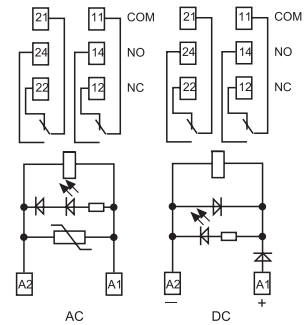 21 11 COM 21 11 COM
24 14 NO 24 14 NO
22 12 NC 22 12 NC
A2 A1 A2 A1
— +
AC DC